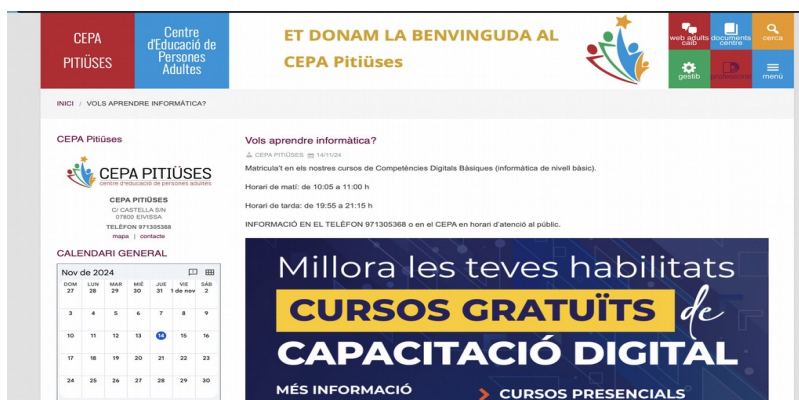 CEPA
PITIÜSES
Centre
d'Educació de
Persones
Adultes
ET DONAM LA BENVINGUDA AL
CEPA Pitiüses
web adults
caib
documents
centre
cerca
gestib
professorat
menú
INICI / VOLS APRENDRE INFORMÀTICA?
CEPA Pitiüses
CEPA PITIÜSES
centre d'educació de persones adultes
CEPA PITIÜSES
C/ CASTELLA S/N
07800 EIVISSA
TELÈFON 971305368
mapa | contacte
CALENDARI GENERAL
Nov de 2024
DOM LUN MAR MIÉ JUE VIE SÁB
27 28 29 30 31 1 de nov 2
3 4 5 6 7 8 9
10 11 12 13 14 15 16
17 18 19 20 21 22 23
24 25 26 27 28 29 30
Vols aprendre informàtica?
CEPA PITIÜSES 14/11/24
Matricula't en els nostres cursos de Competències Digitals Bàsiques (informàtica de nivell bàsic).
Horari de matí: de 10:05 a 11:00 h
Horari de tarda: de 19:55 a 21:15 h
INFORMACIÓ EN EL TELÈFON 971305368 o en el CEPA en horari d'atenció al públic.
Millora les teves habilitats
CURSOS GRATUÏTS de
CAPACITACIÓ DIGITAL
MÉS INFORMACIÓ
CURSOS PRESENCIALS